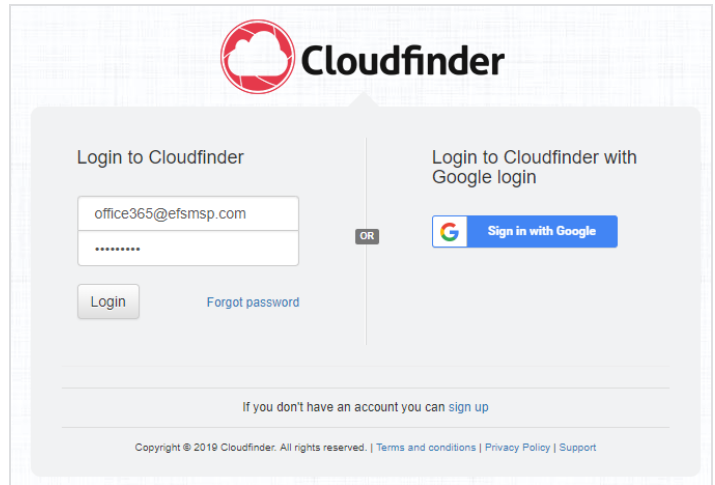 Cloudfinder
Login to Cloudfinder
office365@efsmsp.com
•••••••••
Login
Forgot password
OR
Login to Cloudfinder with
Google login
Sign in with Google
If you don't have an account you can sign up
Copyright © 2019 Cloudfinder. All rights reserved. | Terms and conditions | Privacy Policy | Support